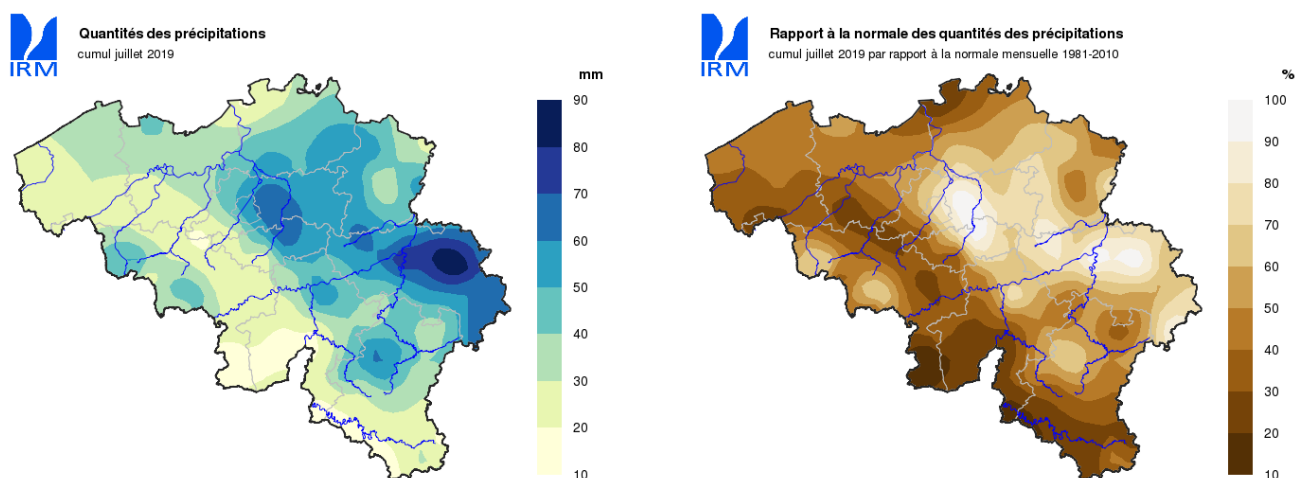 IRM
Quantités des précipitations
cumul juillet 2019
mm
90
80
70
60
50
40
30
20
10
IRM
Rapport à la normale des quantités des précipitations
cumul juillet 2019 par rapport à la normale mensuelle 1981-2010
%
100
90
80
70
60
50
40
30
20
10